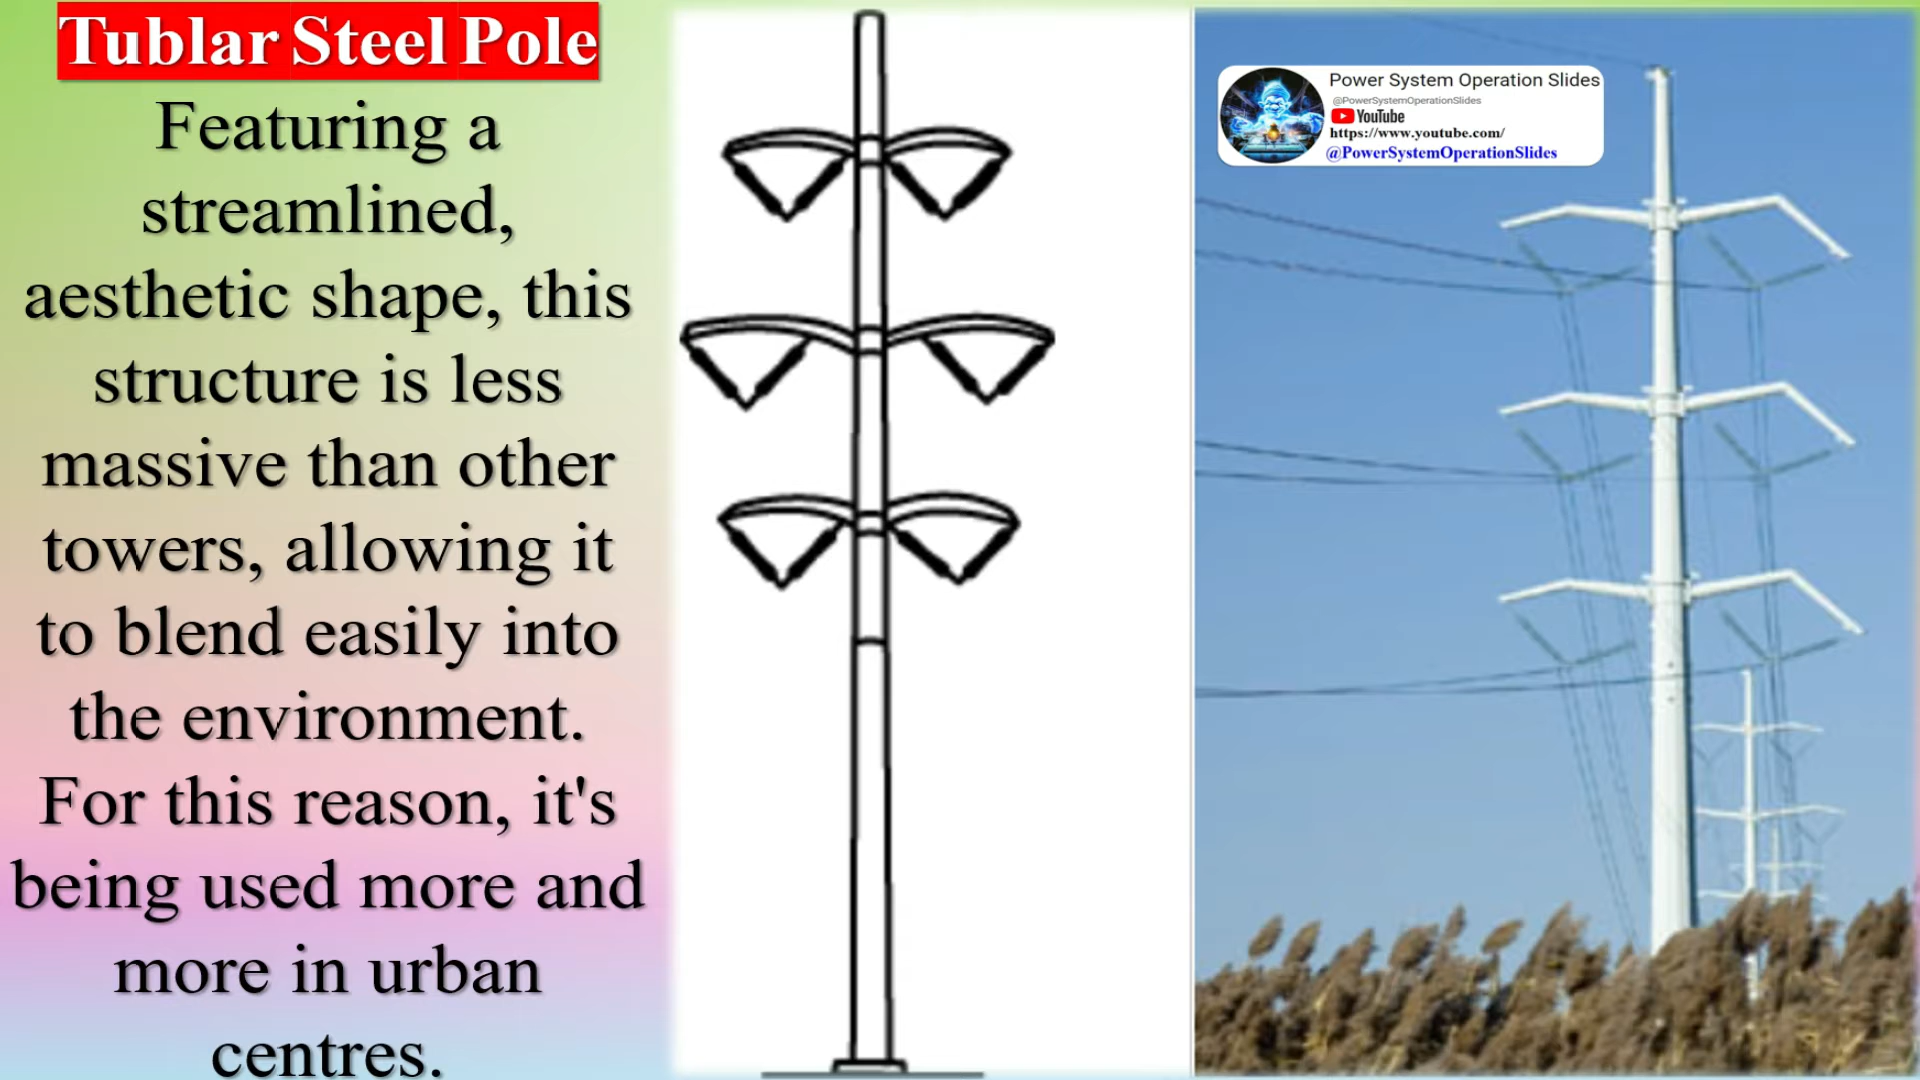 Tublar Steel Pole
Featuring a
streamlined,
aesthetic shape, this
structure is less
massive than other
towers, allowing it
to blend easily into
the environment.
For this reason, it's
being used more and
more in urban
centres.
Power System Operation Slides
@PowerSystemOperationSlides
YouTube
https://www.youtube.com/
@PowerSystemOperationSlides